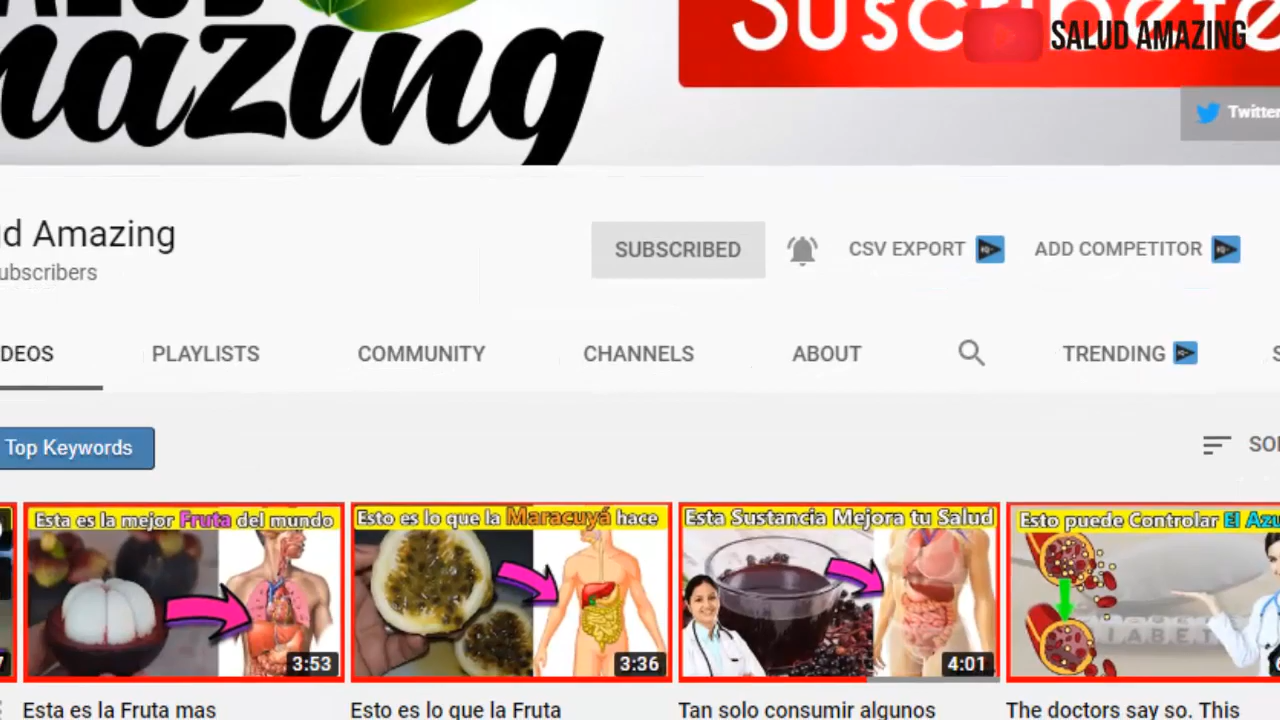 SALUD
mazing
Suscribete
SALUD AMAZING
Twitter
d Amazing
ubscribers
SUBSCRIBED
CSV EXPORT
ADD COMPETITOR
DEOS
PLAYLISTS
COMMUNITY
CHANNELS
ABOUT
TRENDING
S
Top Keywords
SO
Esta es la mejor Fruta del mundo
3:53
Esta es la Fruta mas
Esto es lo que la Maracuyá hace
3:36
Esto es lo que la Fruta
Esta Sustancia Mejora tu Salud
4:01
Tan solo consumir algunos
Esto puede Controlar El Azu
The doctors say so. This